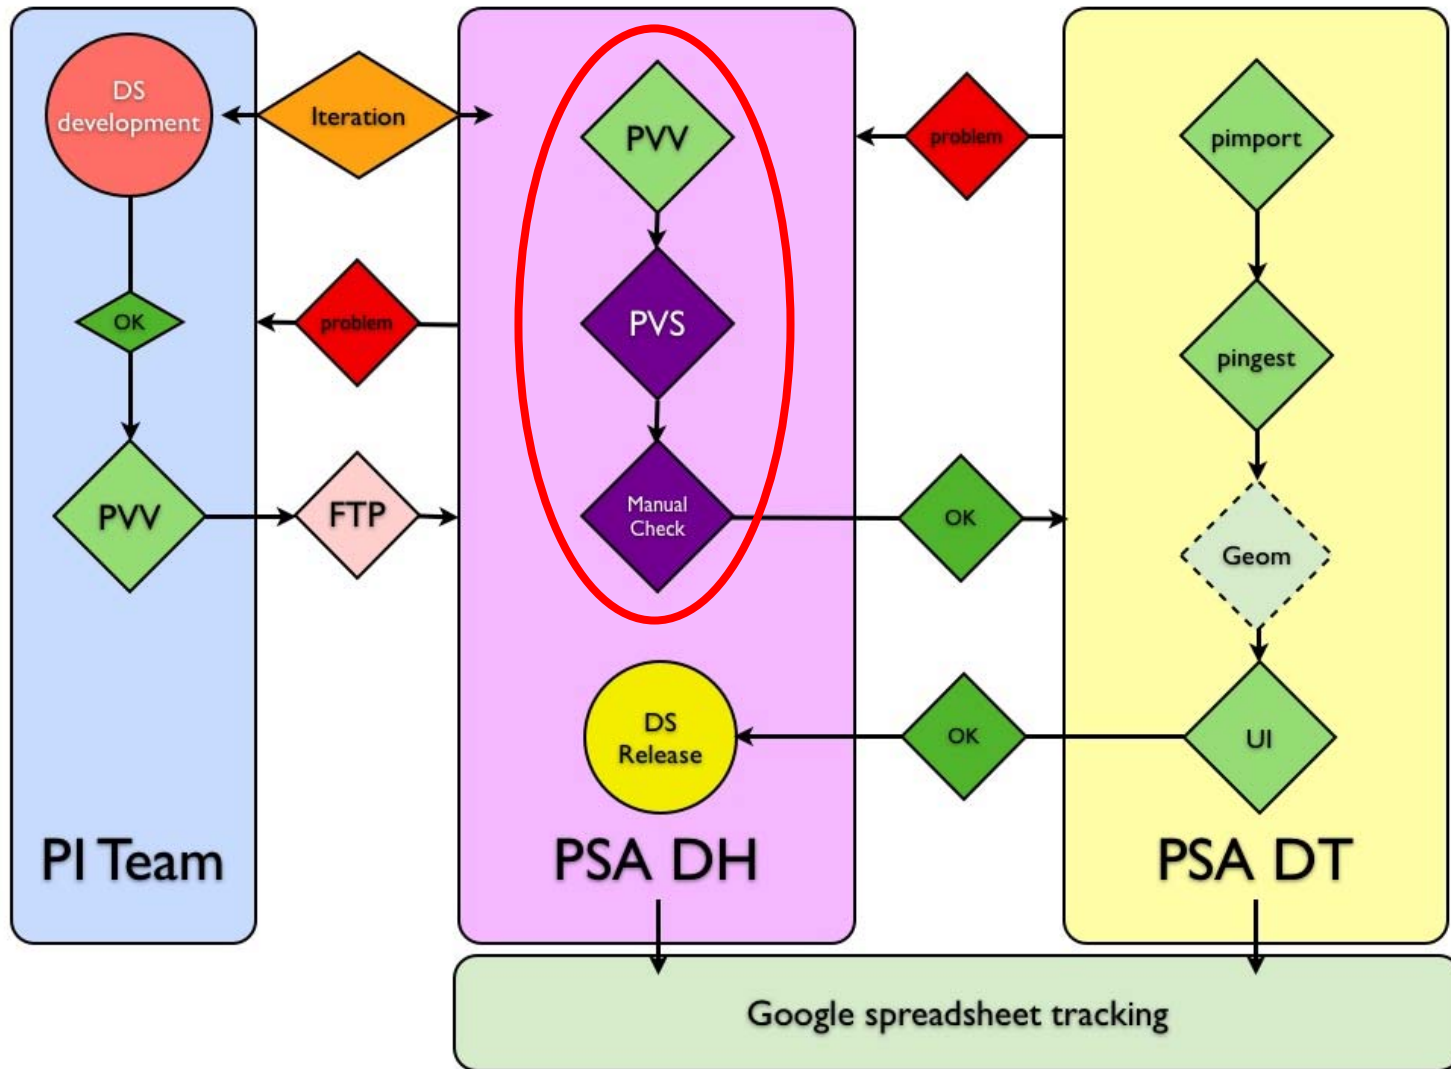 DS
development
Iteration
PVV
problem
pimport
OK
problem
PVS
pingest
PVV
FTP
Manual
Check
OK
Geom
DS
Release
OK
UI
PI Team
PSA DH
PSA DT
Google spreadsheet tracking